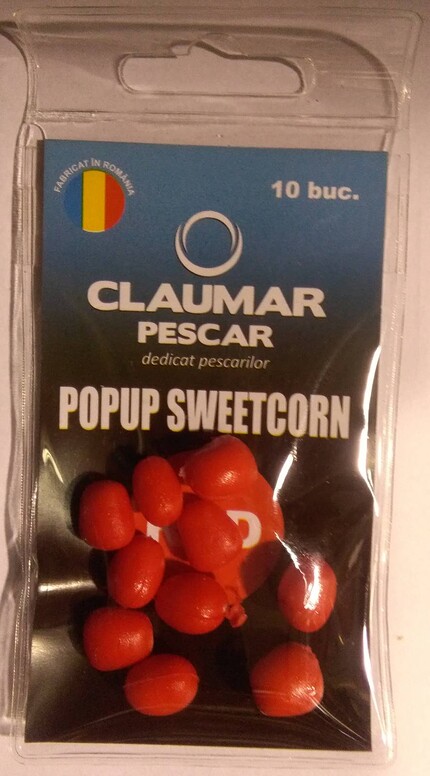 FABRICAT ÎN ROMÂNIA
10 buc.
CLAUMAR
PESCAR
dedicat pescarilor
POPUP SWEETCORN